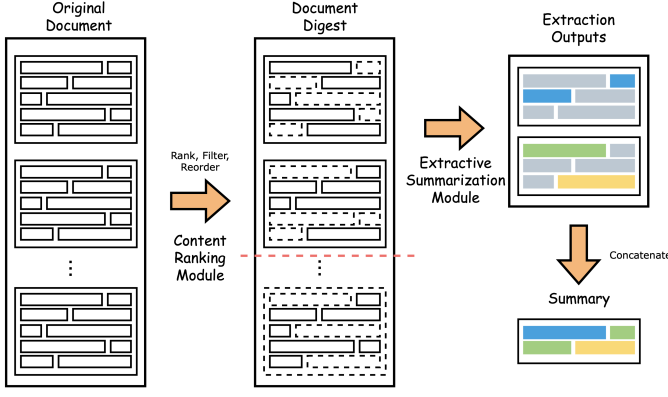 Original
Document
Document
Digest
Extraction
Outputs
Rank, Filter,
Reorder
Content
Ranking
Module
Extractive
Summarization
Module
Concatenate
Summary